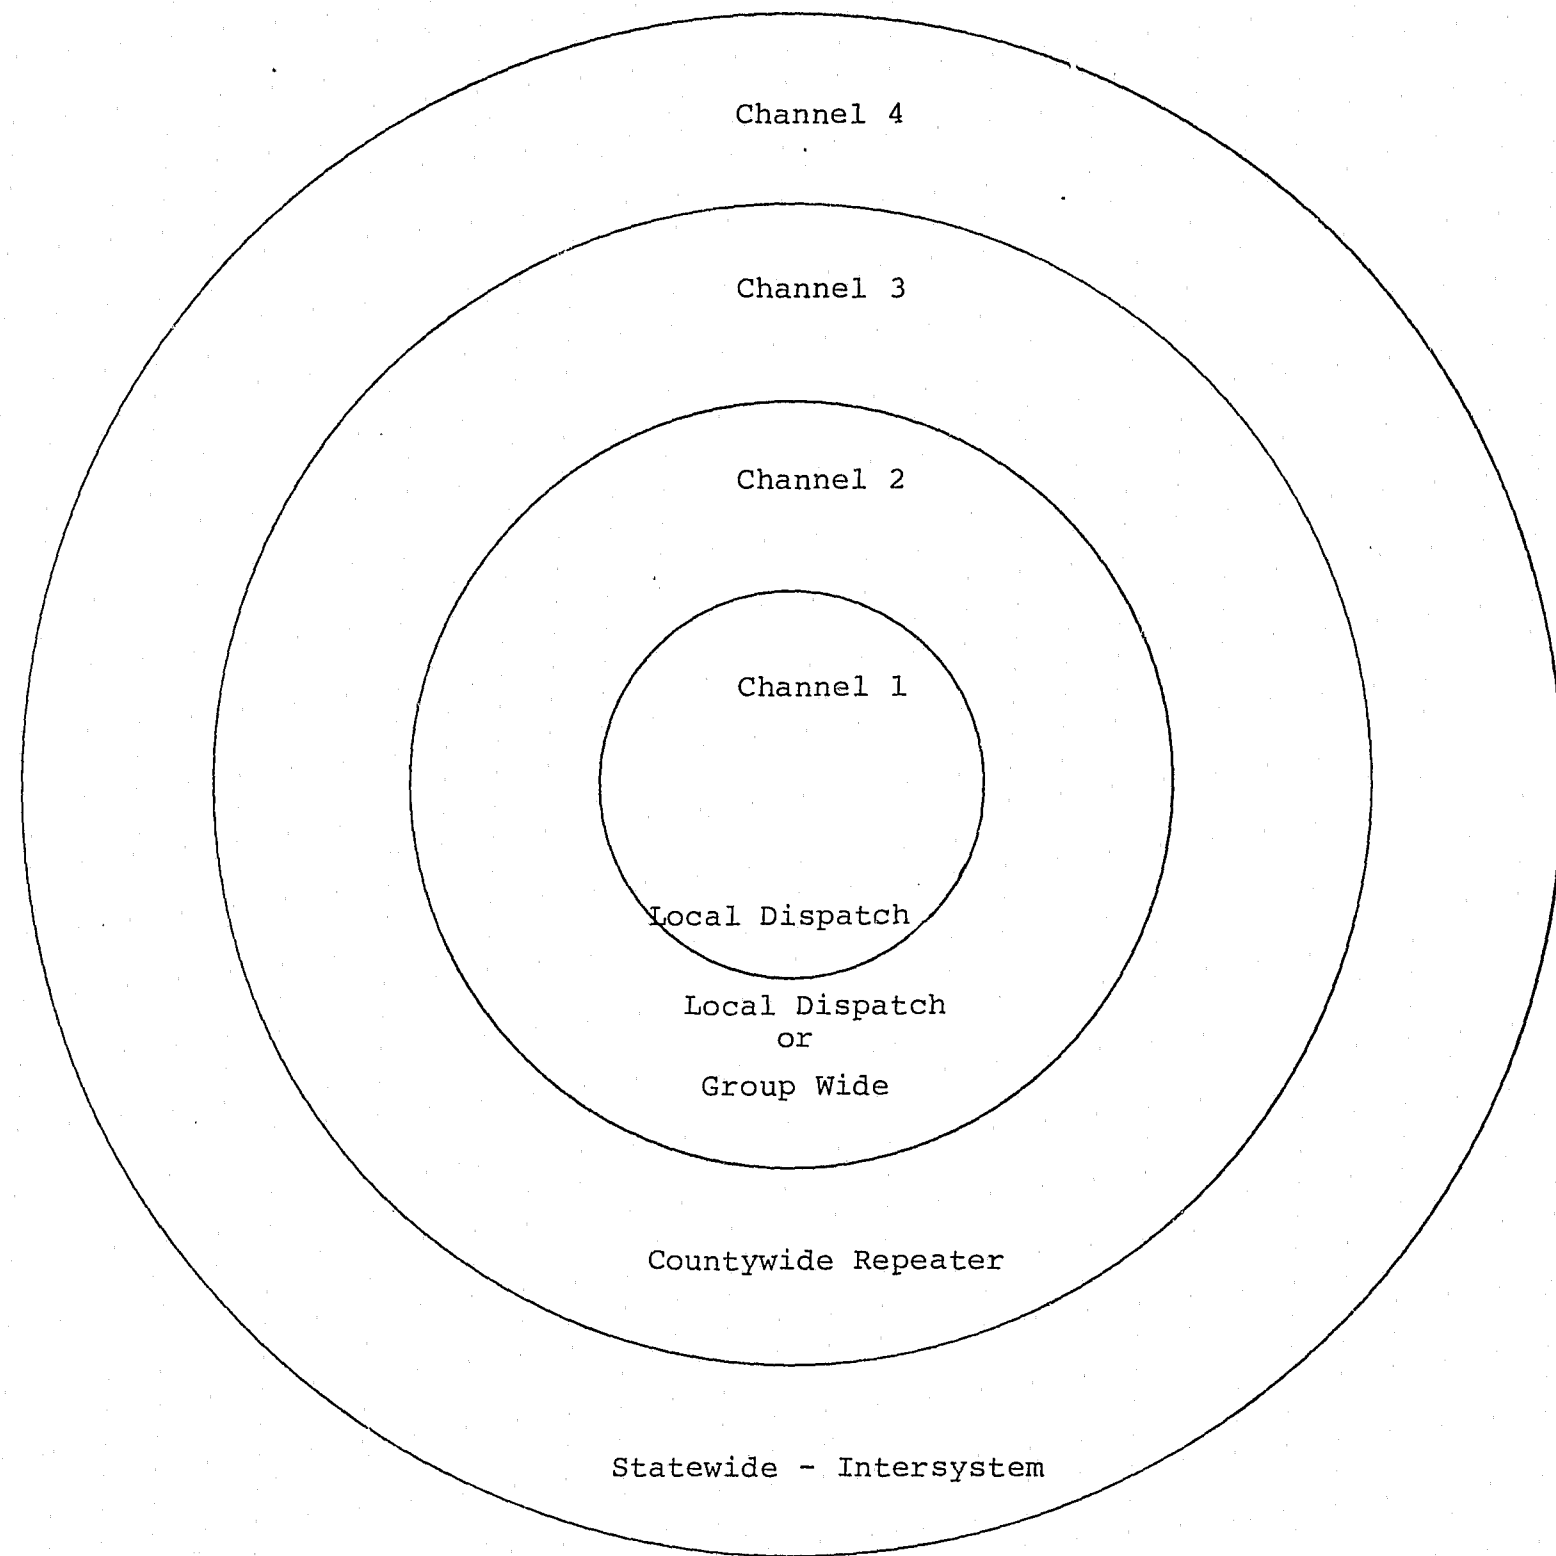 Channel 4
Channel 3
Channel 2
Channel 1
Local Dispatch
Local Dispatch
or
Group Wide
Countywide Repeater
Statewide - Intersystem